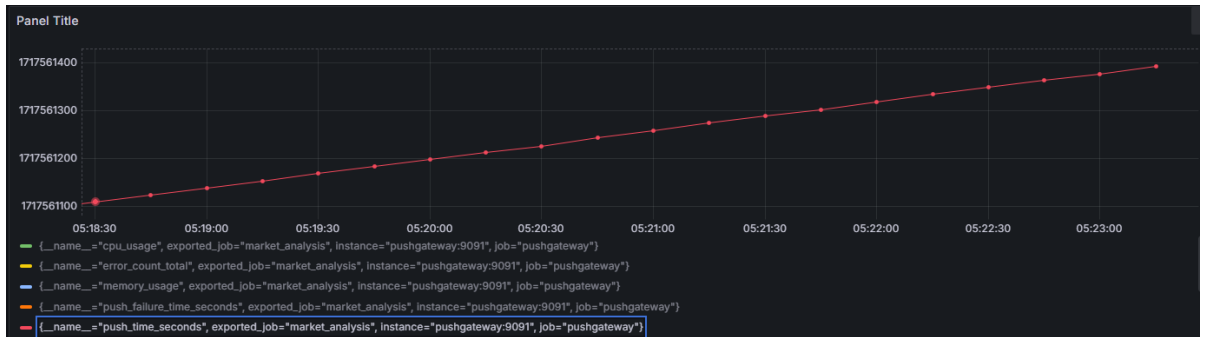 Panel Title
1717561400
1717561300
1717561200
1717561100
05:18:30 05:19:00 05:19:30 05:20:00 05:20:30 05:21:00 05:21:30 05:22:00 05:22:30 05:23:00
{__name__="cpu_usage", exported_job="market_analysis", instance="pushgateway:9091", job="pushgateway"}
{__name__="error_count_total", exported_job="market_analysis", instance="pushgateway:9091", job="pushgateway"}
{__name__="memory_usage", exported_job="market_analysis", instance="pushgateway:9091", job="pushgateway"}
{__name__="push_failure_time_seconds", exported_job="market_analysis", instance="pushgateway:9091", job="pushgateway"}
{__name__="push_time_seconds", exported_job="market_analysis", instance="pushgateway:9091", job="pushgateway"}